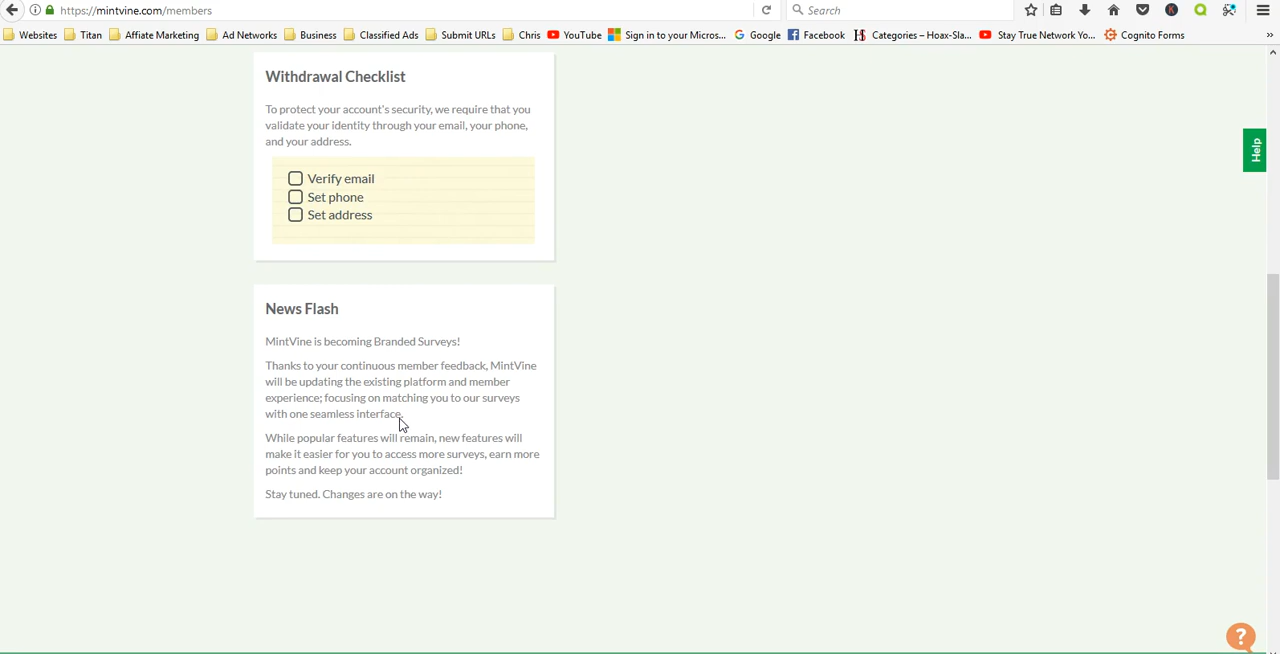 https://mintvine.com/members
Search
Websites Titan Affiate Marketing Ad Networks Business Classified Ads Submit URLs Chris YouTube Sign in to your Micros... Google Facebook Categories – Hoax-Sla... Stay True Network Yo... Cognito Forms »
Withdrawal Checklist
To protect your account's security, we require that you
validate your identity through your email, your phone,
and your address.
Verify email
Set phone
Set address
Help
News Flash
MintVine is becoming Branded Surveys!
Thanks to your continuous member feedback, MintVine
will be updating the existing platform and member
experience; focusing on matching you to our surveys
with one seamless interface.
While popular features will remain, new features will
make it easier for you to access more surveys, earn more
points and keep your account organized!
Stay tuned. Changes are on the way!
?